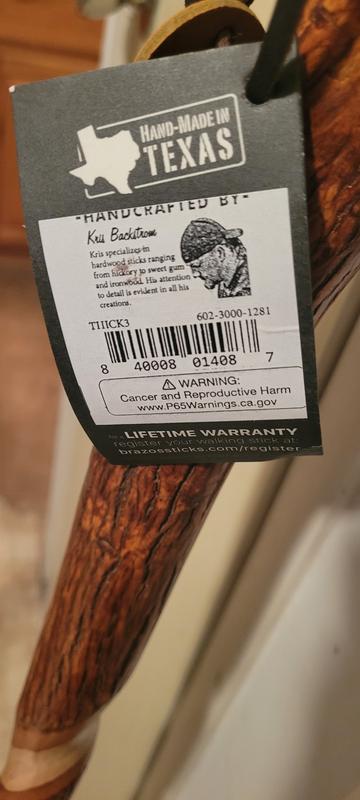 HAND-MADE IN
TEXAS
-HANDCRAFTED BY-
Kris Backstrom
Kris specializes in
hardwood sticks ranging
from hickory to sweet gum
and ironwood. His attention
to detail is evident in all his
creations.
THICK3 602-3000-1281
8 40008 01408 7
⚠ WARNING:
Cancer and Reproductive Harm
www.P65Warnings.ca.gov
LIFETIME WARRANTY
register your walking stick at:
brazossticks.com/register